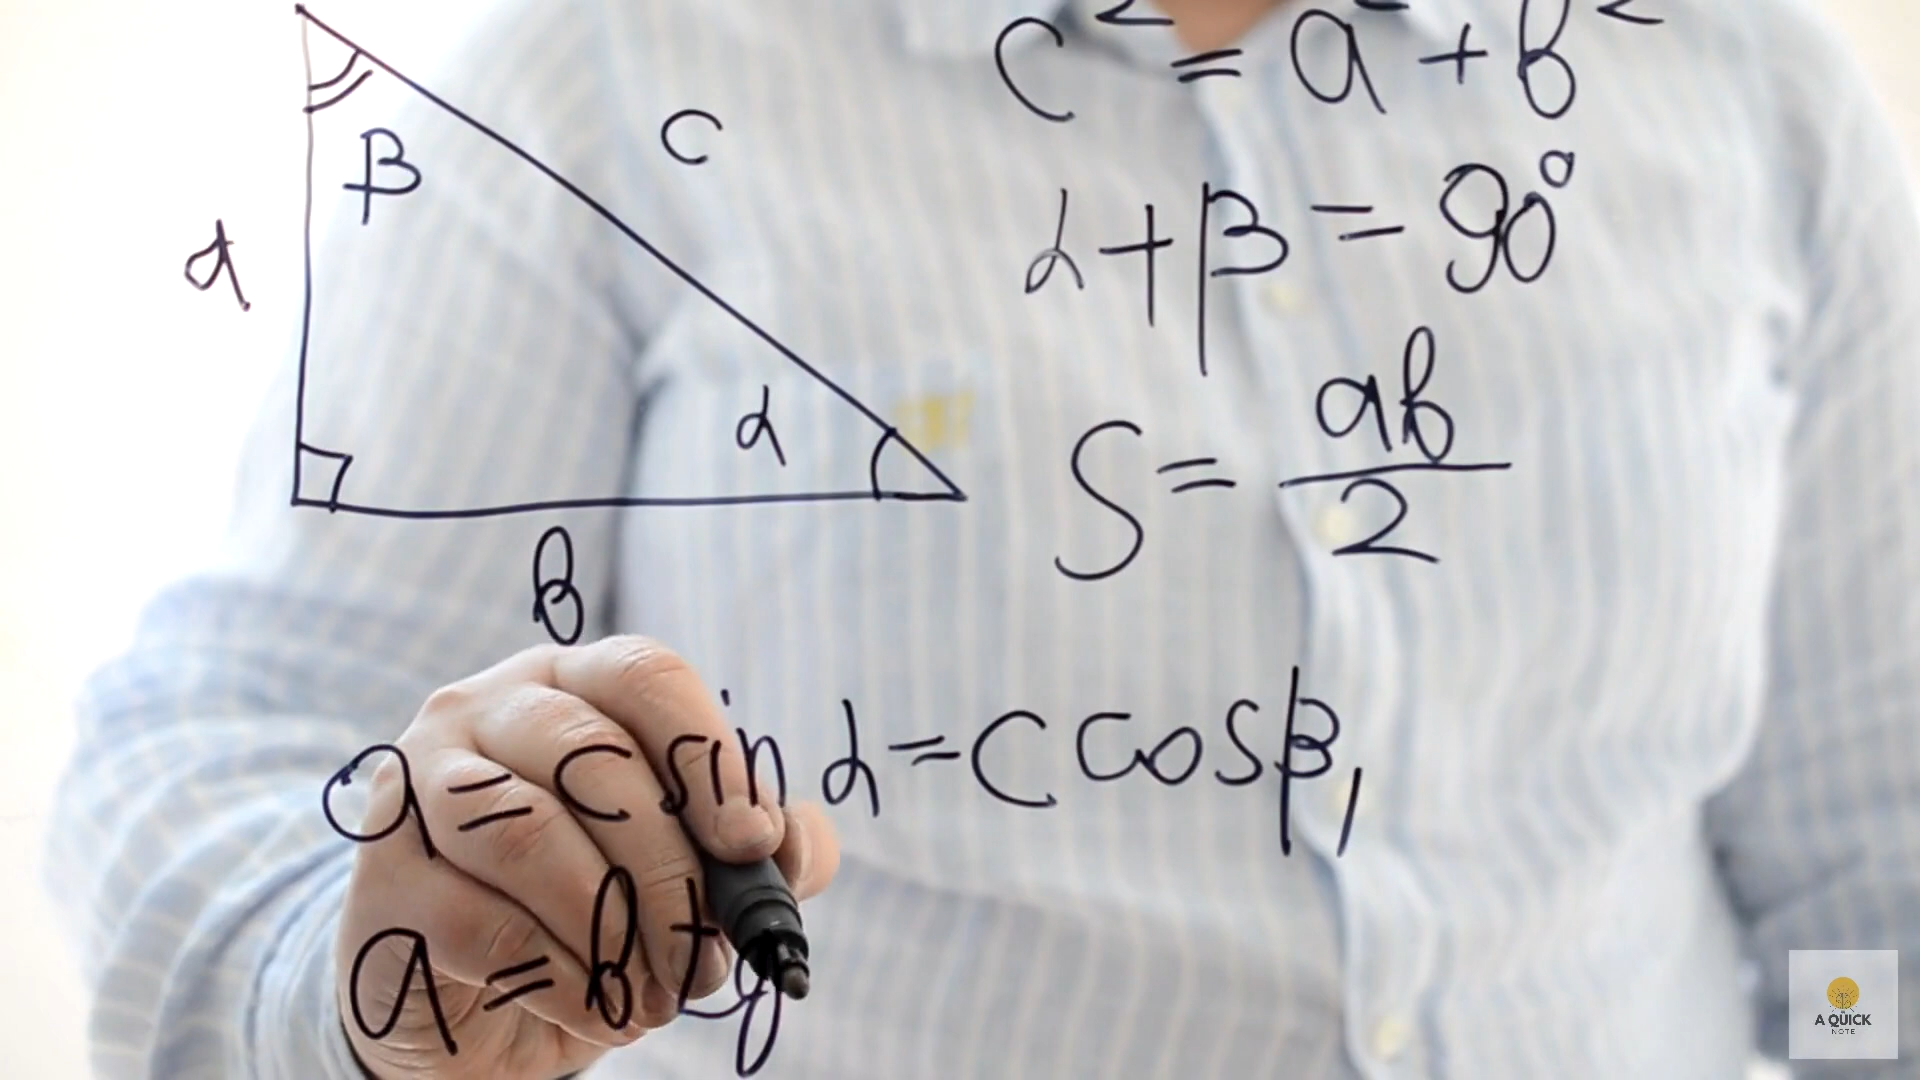 c² = a² + b²
β
c
α + β = 90°
a
α
S = ab/2
b
a = c sin α = c cos β,
a = b tg
A QUICK
NOTE